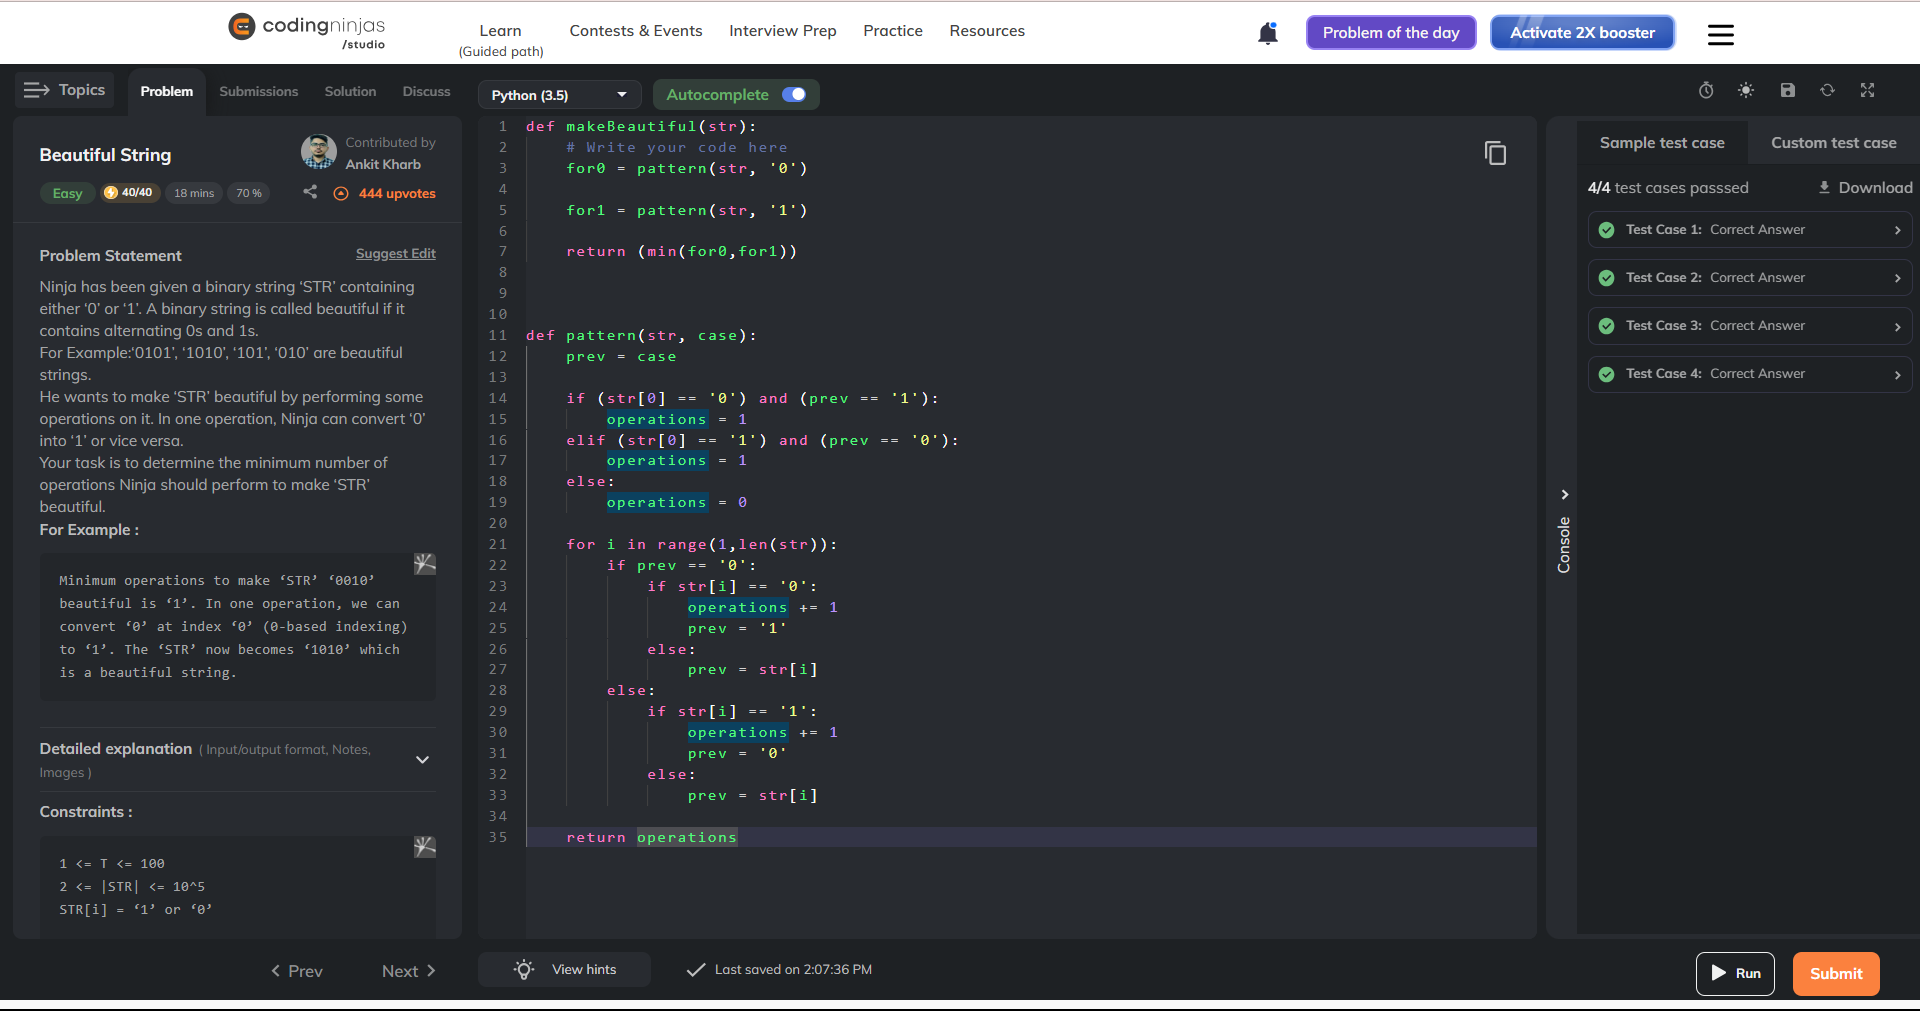 codingninjas
/studio
Learn
(Guided path)
Contests & Events
Interview Prep
Practice
Resources
Problem of the day
Activate 2X booster
Topics
Problem
Submissions
Solution
Discuss
Beautiful String
Contributed by
Ankit Kharb
Easy
40/40
18 mins
70 %
444 upvotes
Problem Statement
Suggest Edit
Ninja has been given a binary string ‘STR’ containing
either ‘0’ or ‘1’. A binary string is called beautiful if it
contains alternating 0s and 1s.
For Example:‘0101’, ‘1010’, ‘101’, ‘010’ are beautiful
strings.
He wants to make ‘STR’ beautiful by performing some
operations on it. In one operation, Ninja can convert ‘0’
into ‘1’ or vice versa.
Your task is to determine the minimum number of
operations Ninja should perform to make ‘STR’
beautiful.
For Example :
Minimum operations to make ‘STR’ ‘0010’
beautiful is ‘1’. In one operation, we can
convert ‘0’ at index ‘0’ (0-based indexing)
to ‘1’. The ‘STR’ now becomes ‘1010’ which
is a beautiful string.
Detailed explanation ( Input/output format, Notes,
Images )
Constraints :
1 <= T <= 100
2 <= |STR| <= 10^5
STR[i] = ‘1’ or ‘0’
Prev
Next
Python (3.5)
Autocomplete
1 def makeBeautiful(str):
2     # Write your code here
3     for0 = pattern(str, '0')
4
5     for1 = pattern(str, '1')
6
7     return (min(for0,for1))
8
9
10
11 def pattern(str, case):
12     prev = case
13
14     if (str[0] == '0') and (prev == '1'):
15         operations = 1
16     elif (str[0] == '1') and (prev == '0'):
17         operations = 1
18     else:
19         operations = 0
20
21     for i in range(1,len(str)):
22         if prev == '0':
23             if str[i] == '0':
24                 operations += 1
25                 prev = '1'
26             else:
27                 prev = str[i]
28         else:
29             if str[i] == '1':
30                 operations += 1
31                 prev = '0'
32             else:
33                 prev = str[i]
34
35     return operations
View hints
Last saved on 2:07:36 PM
Console
Sample test case
Custom test case
4/4 test cases passsed
Download
Test Case 1: Correct Answer
Test Case 2: Correct Answer
Test Case 3: Correct Answer
Test Case 4: Correct Answer
Run
Submit